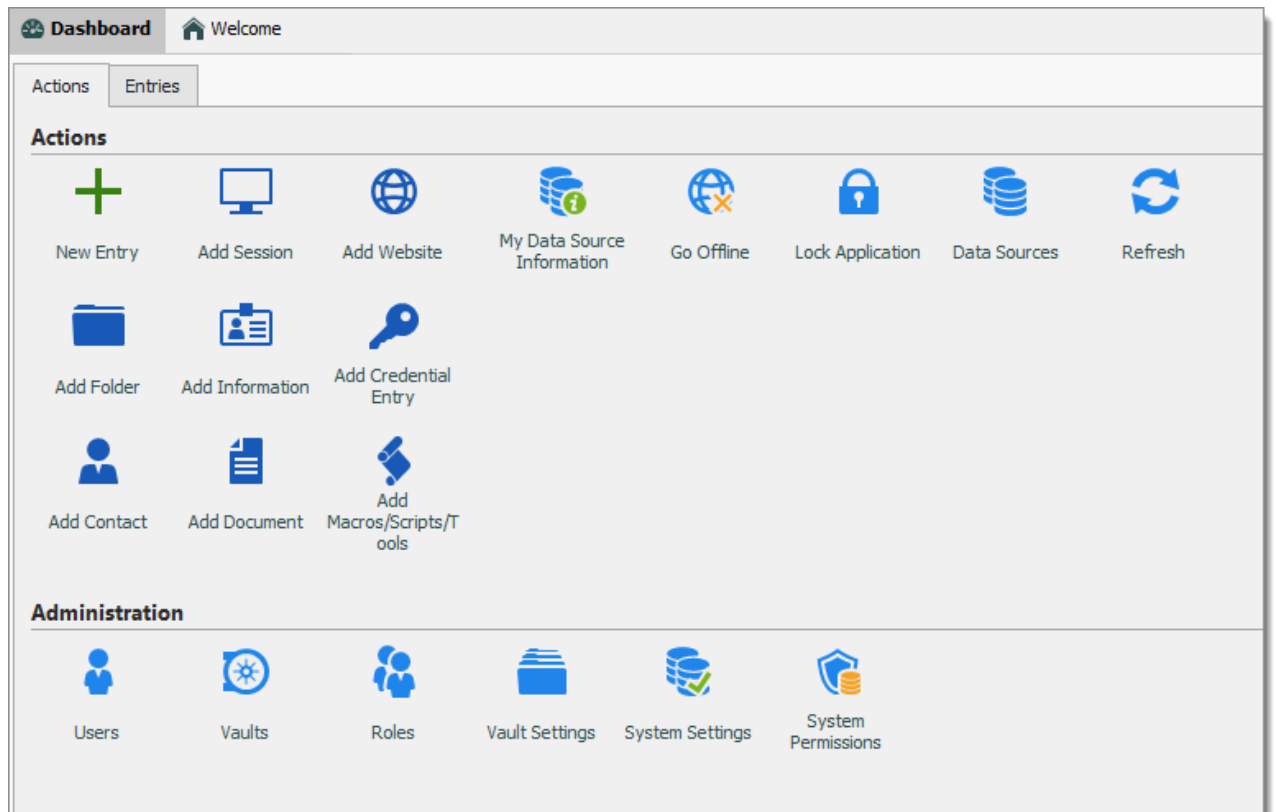 Dashboard
Welcome
Actions
Entries
Actions
New Entry
Add Session
Add Website
My Data Source
Information
Go Offline
Lock Application
Data Sources
Refresh
Add Folder
Add Information
Add Credential
Entry
Add Contact
Add Document
Add
Macros/Scripts/T
ools
Administration
Users
Vaults
Roles
Vault Settings
System Settings
System
Permissions